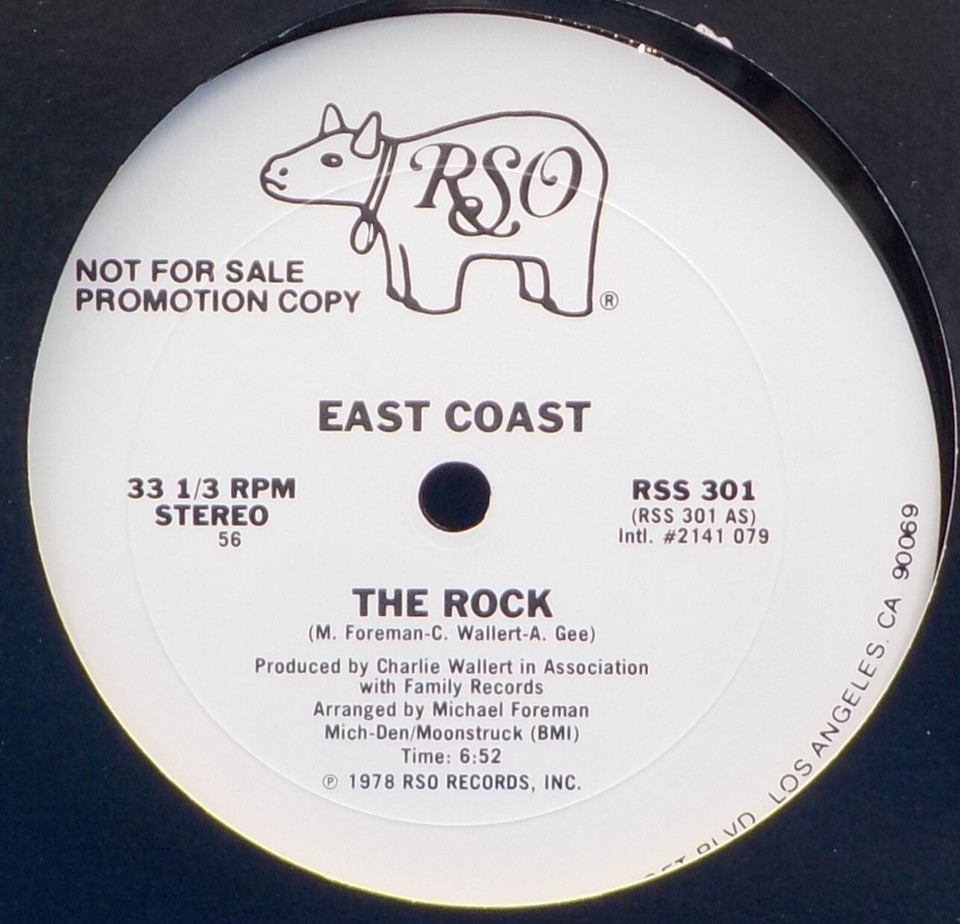 RSO
®
NOT FOR SALE
PROMOTION COPY
EAST COAST
33 1/3 RPM
STEREO
56
RSS 301
(RSS 301 AS)
Intl. #2141 079
THE ROCK
(M. Foreman-C. Wallert-A. Gee)
Produced by Charlie Wallert in Association
with Family Records
Arranged by Michael Foreman
Mich-Den/Moonstruck (BMI)
Time: 6:52
℗ 1978 RSO RECORDS, INC.
BLVD. LOS ANGELES, CA 90069